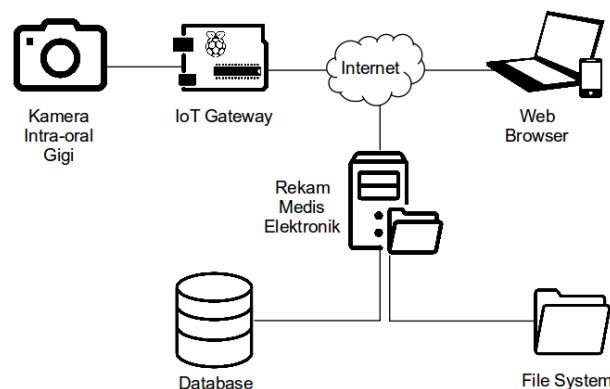 Kamera
Intra-oral
Gigi
IoT Gateway
Internet
Web
Browser
Rekam
Medis
Elektronik
Database
File System